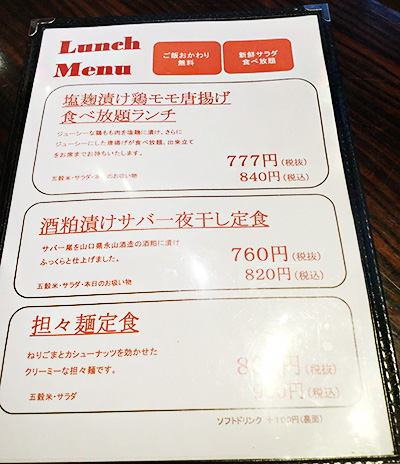 Lunch
Menu
ご飯おかわり
無料
新鮮サラダ
食べ放題
塩麹漬け鶏モモ唐揚げ
食べ放題ランチ
ジューシーな鶏もも肉を塩麹に漬け、さらに
ジューシーにした唐揚げが食べ放題。出来立て
をお席までお持ちいたします。
777円(税抜)
五穀米・サラダ・本日のお吸い物
840円(税込)
酒粕漬けサバ一夜干し定食
サバ一尾を山口県永山酒造の酒粕に漬け
ふっくらと仕上げました。
760円(税抜)
820円(税込)
五穀米・サラダ・本日のお吸い物
担々麺定食
ねりごまとカシューナッツを効かせた
クリーミーな担々麺です。
円(税抜)
円(税込)
五穀米・サラダ
ソフトドリンク +100円(裏面)